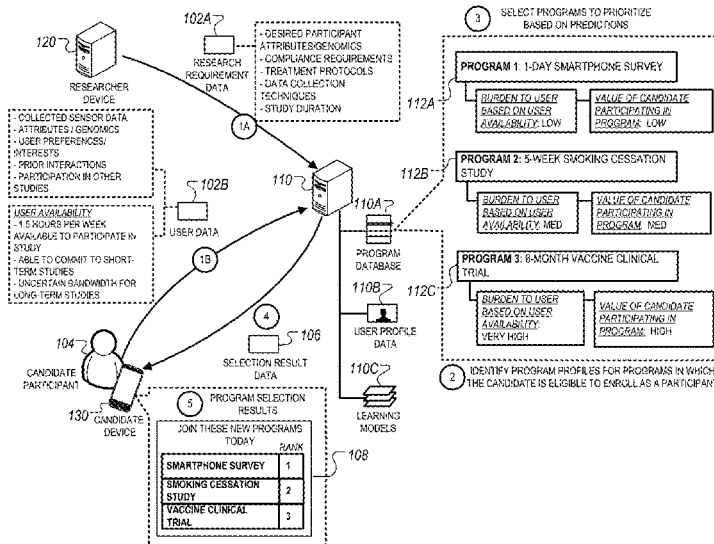 120
RESEARCHER
DEVICE
102A
RESEARCH
REQUIREMENT
DATA
- DESIRED PARTICIPANT
ATTRIBUTES/GENOMICS
- COMPLIANCE REQUIREMENTS
- TREATMENT PROTOCOLS
- DATA COLLECTION
TECHNIQUES
- STUDY DURATION
1A
- COLLECTED SENSOR DATA
- ATTRIBUTES / GENOMICS
- USER PREFERENCES/
INTERESTS
- PRIOR INTERACTIONS
- PARTICIPATION IN OTHER
STUDIES
USER AVAILABILITY
- 1.5 HOURS PER WEEK
AVAILABLE TO PARTICIPATE IN
STUDY
- ABLE TO COMMIT TO SHORT-
TERM STUDIES
- UNCERTAIN BANDWIDTH FOR
LONG-TERM STUDIES
102B
USER DATA
1B
104
CANDIDATE
PARTICIPANT
130
CANDIDATE
DEVICE
4
106
SELECTION RESULT
DATA
110
110A
PROGRAM
DATABASE
110B
USER PROFILE
DATA
110C
LEARNING
MODELS
3 SELECT PROGRAMS TO PRIORITIZE
BASED ON PREDICTIONS
112A
PROGRAM 1: 1-DAY SMARTPHONE SURVEY
BURDEN TO USER
BASED ON USER
AVAILABILITY: LOW
VALUE OF CANDIDATE
PARTICIPATING IN
PROGRAM: LOW
112B
PROGRAM 2: 5-WEEK SMOKING CESSATION
STUDY
BURDEN TO USER
BASED ON USER
AVAILABILITY: MED
VALUE OF CANDIDATE
PARTICIPATING IN
PROGRAM: MED
112C
PROGRAM 3: 6-MONTH VACCINE CLINICAL
TRIAL
BURDEN TO USER
BASED ON USER
AVAILABILITY:
VERY HIGH
VALUE OF CANDIDATE
PARTICIPATING IN
PROGRAM: HIGH
2 IDENTIFY PROGRAM PROFILES FOR PROGRAMS IN WHICH
THE CANDIDATE IS ELIGIBLE TO ENROLL AS A PARTICIPANT
5 PROGRAM SELECTION
RESULTS
108
JOIN THESE NEW PROGRAMS
TODAY
RANK
SMARTPHONE SURVEY 1
SMOKING CESSATION
STUDY 2
VACCINE CLINICAL
TRIAL 3